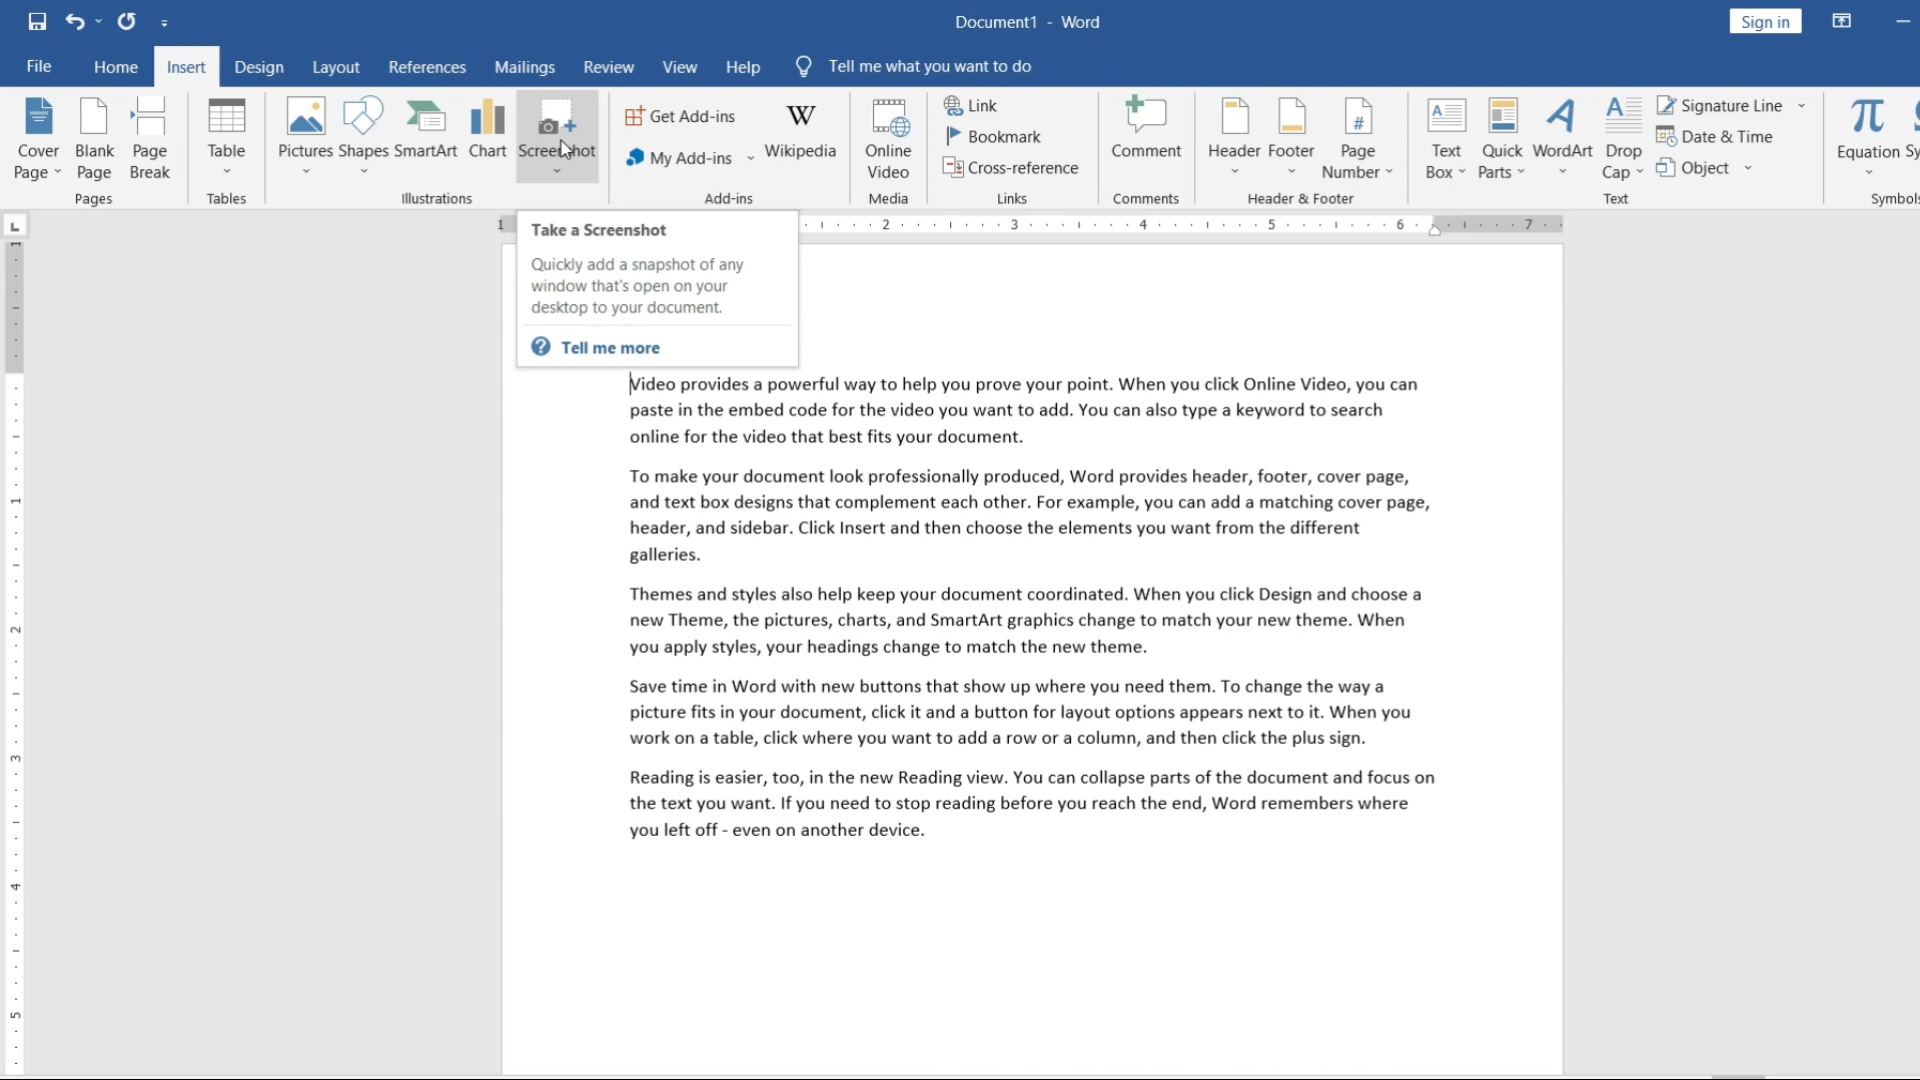 Document1 - Word
Sign in
File Home Insert Design Layout References Mailings Review View Help Tell me what you want to do
Cover Page
Blank Page
Page Break
Pages
Table
Tables
Pictures Shapes SmartArt Chart Screenshot
Illustrations
Get Add-ins
My Add-ins
Wikipedia
Add-ins
Online Video
Media
Link
Bookmark
Cross-reference
Links
Comment
Comments
Header Footer Page Number
Header & Footer
Text Box
Quick Parts
WordArt
Drop Cap
Signature Line
Date & Time
Object
Text
Equation Sy
Symbols
L
1 2 3 4 5 6 7
Take a Screenshot
Quickly add a snapshot of any
window that's open on your
desktop to your document.
Tell me more
Video provides a powerful way to help you prove your point. When you click Online Video, you can
paste in the embed code for the video you want to add. You can also type a keyword to search
online for the video that best fits your document.
To make your document look professionally produced, Word provides header, footer, cover page,
and text box designs that complement each other. For example, you can add a matching cover page,
header, and sidebar. Click Insert and then choose the elements you want from the different
galleries.
Themes and styles also help keep your document coordinated. When you click Design and choose a
new Theme, the pictures, charts, and SmartArt graphics change to match your new theme. When
you apply styles, your headings change to match the new theme.
Save time in Word with new buttons that show up where you need them. To change the way a
picture fits in your document, click it and a button for layout options appears next to it. When you
work on a table, click where you want to add a row or a column, and then click the plus sign.
Reading is easier, too, in the new Reading view. You can collapse parts of the document and focus on
the text you want. If you need to stop reading before you reach the end, Word remembers where
you left off - even on another device.
1
1
2
3
4
5